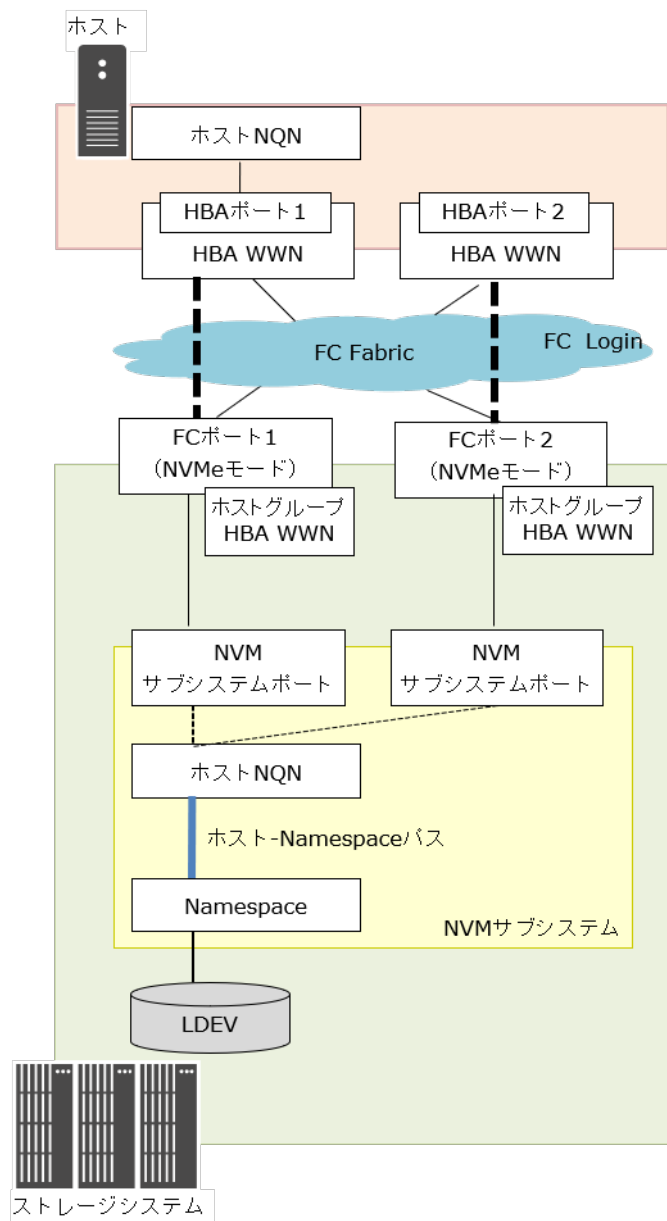 ホスト
ホストNQN
HBAポート1
HBAポート2
HBA WWN
HBA WWN
FC Fabric
FC Login
FCポート1
(NVMeモード)
FCポート2
(NVMeモード)
ホストグループ
HBA WWN
ホストグループ
HBA WWN
NVM
サブシステムポート
NVM
サブシステムポート
ホストNQN
ホスト-Namespaceパス
Namespace
NVMサブシステム
LDEV
ストレージシステム